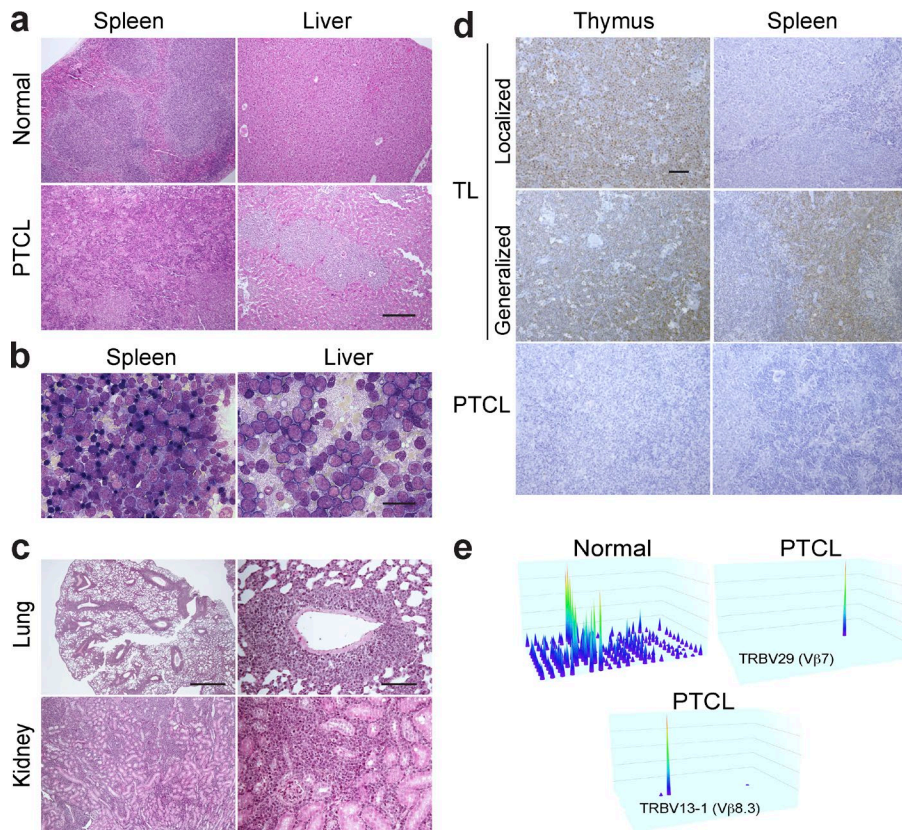 a
Spleen
Liver
Normal
PTCL
b
Spleen
Liver
c
Lung
Kidney
d
Thymus
Spleen
TL
Localized
Generalized
PTCL
e
Normal
PTCL
TRBV29 (Vβ7)
PTCL
TRBV13-1 (Vβ8.3)